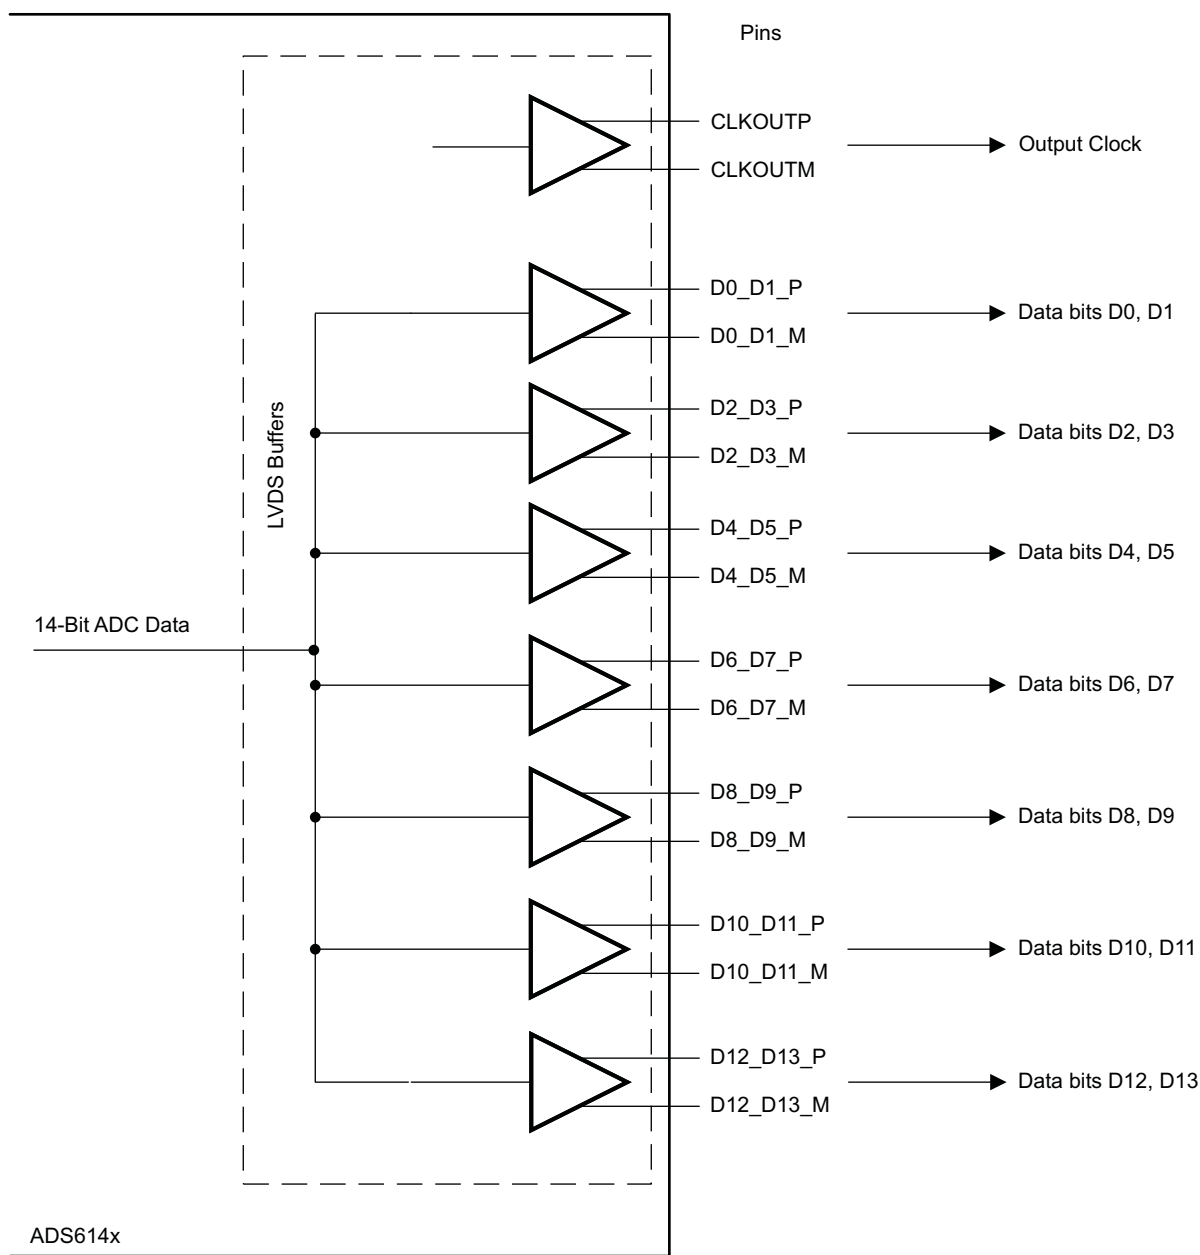 Pins
CLKOUTP
CLKOUTM
Output Clock
D0_D1_P
D0_D1_M
Data bits D0, D1
D2_D3_P
D2_D3_M
Data bits D2, D3
LVDS Buffers
D4_D5_P
D4_D5_M
Data bits D4, D5
14-Bit ADC Data
D6_D7_P
D6_D7_M
Data bits D6, D7
D8_D9_P
D8_D9_M
Data bits D8, D9
D10_D11_P
D10_D11_M
Data bits D10, D11
D12_D13_P
D12_D13_M
Data bits D12, D13
ADS614x